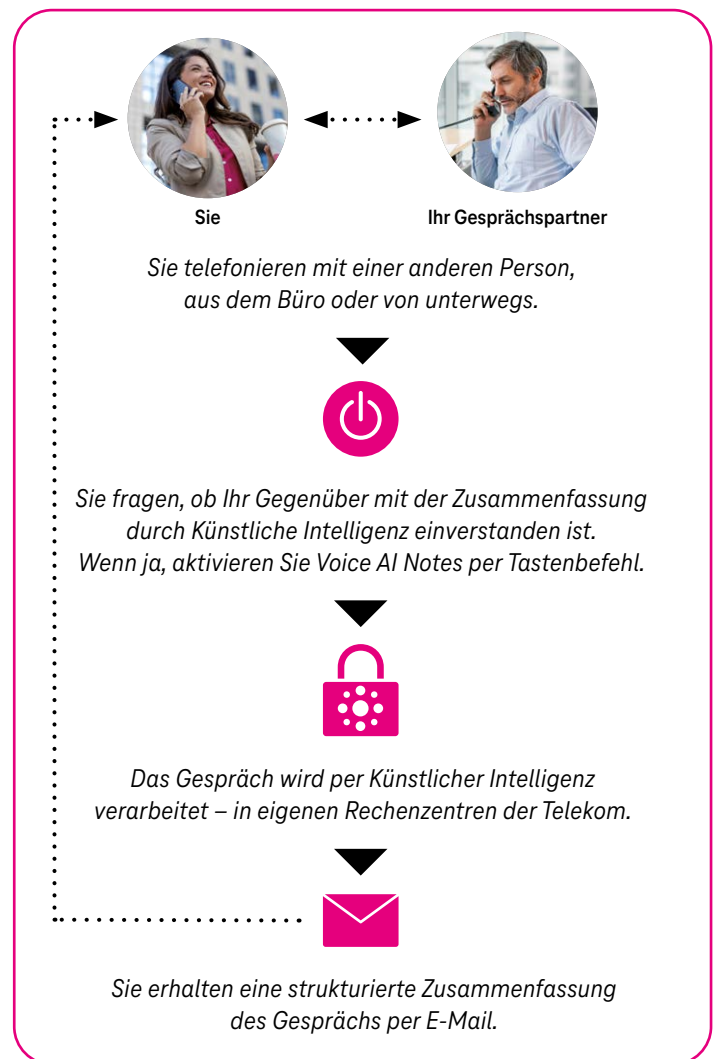 Sie
Ihr Gesprächspartner
Sie telefonieren mit einer anderen Person,
aus dem Büro oder von unterwegs.
Sie fragen, ob Ihr Gegenüber mit der Zusammenfassung
durch Künstliche Intelligenz einverstanden ist.
Wenn ja, aktivieren Sie Voice AI Notes per Tastenbefehl.
Das Gespräch wird per Künstlicher Intelligenz
verarbeitet – in eigenen Rechenzentren der Telekom.
Sie erhalten eine strukturierte Zusammenfassung
des Gesprächs per E-Mail.